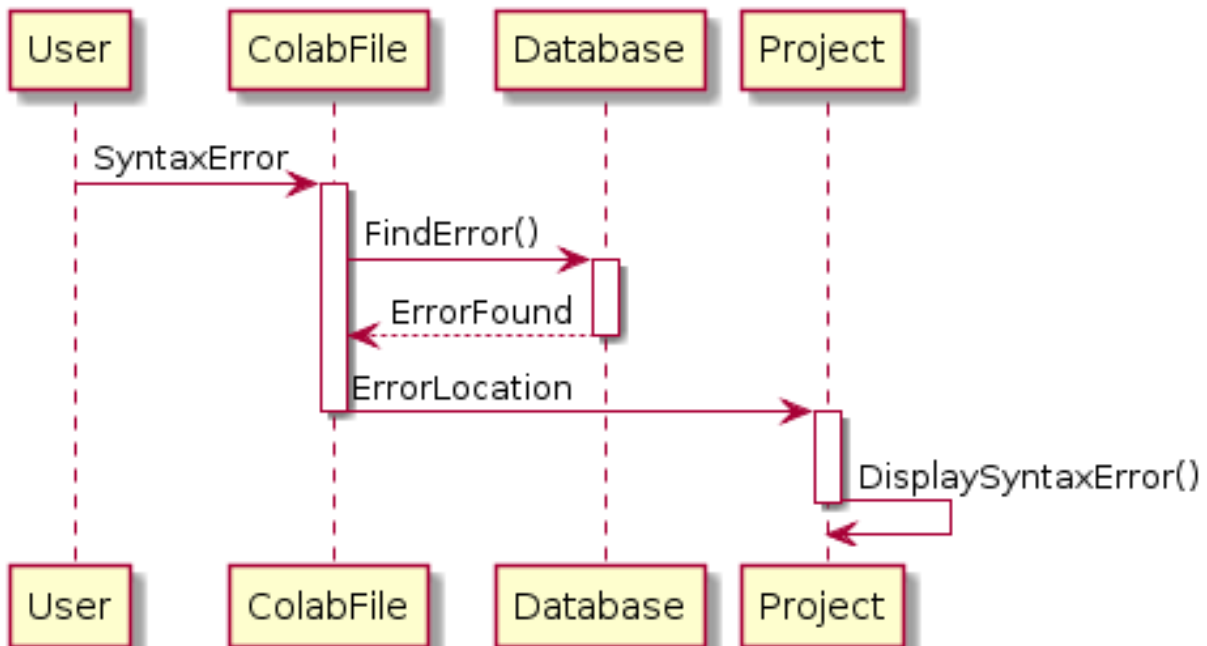 User ColabFile Database Project
SyntaxError
FindError()
ErrorFound
ErrorLocation
DisplaySyntaxError()
User ColabFile Database Project